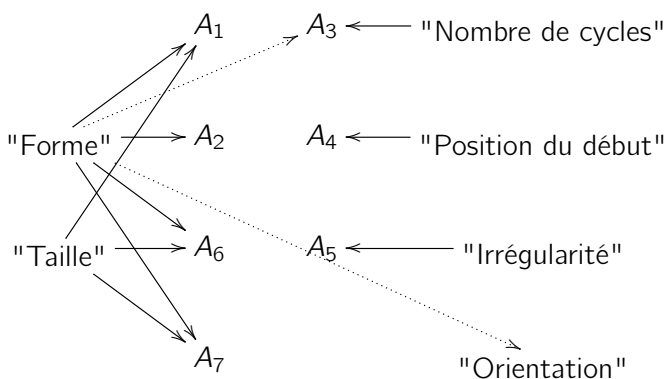 A₁ A₃ "Nombre de cycles"
"Forme" A₂ A₄ "Position du début"
"Taille" A₆ A₅ "Irrégularité"
A₇ "Orientation"